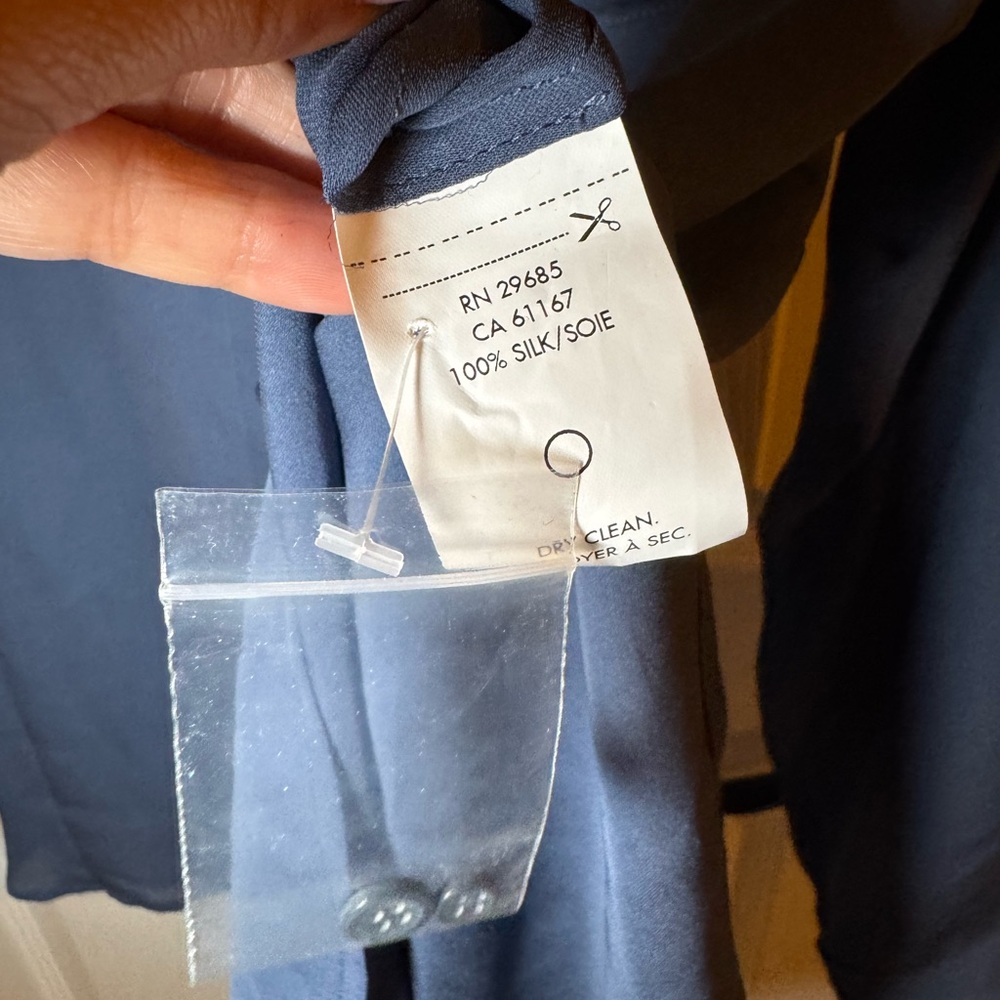 RN 29685
CA 61167
100% SILK/SOIE
DRY CLEAN.
À SEC.